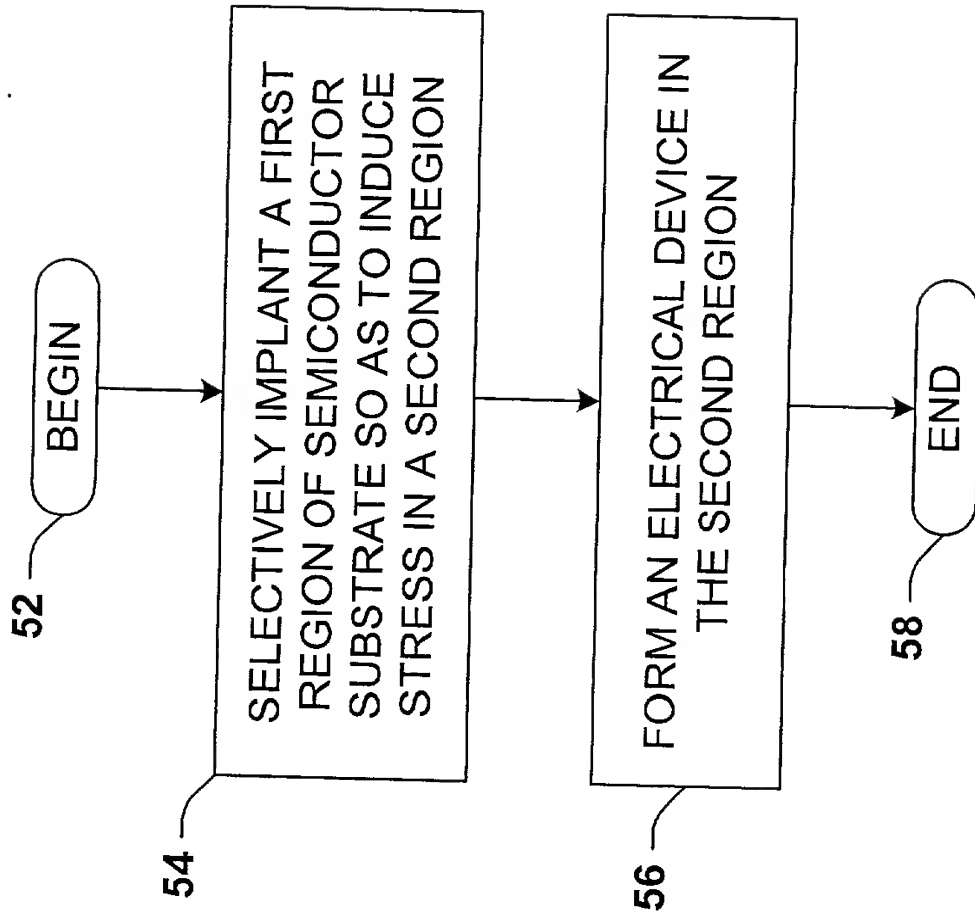 52
BEGIN
54
SELECTIVELY IMPLANT A FIRST
REGION OF SEMICONDUCTOR
SUBSTRATE SO AS TO INDUCE
STRESS IN A SECOND REGION
56
FORM AN ELECTRICAL DEVICE IN
THE SECOND REGION
58
END